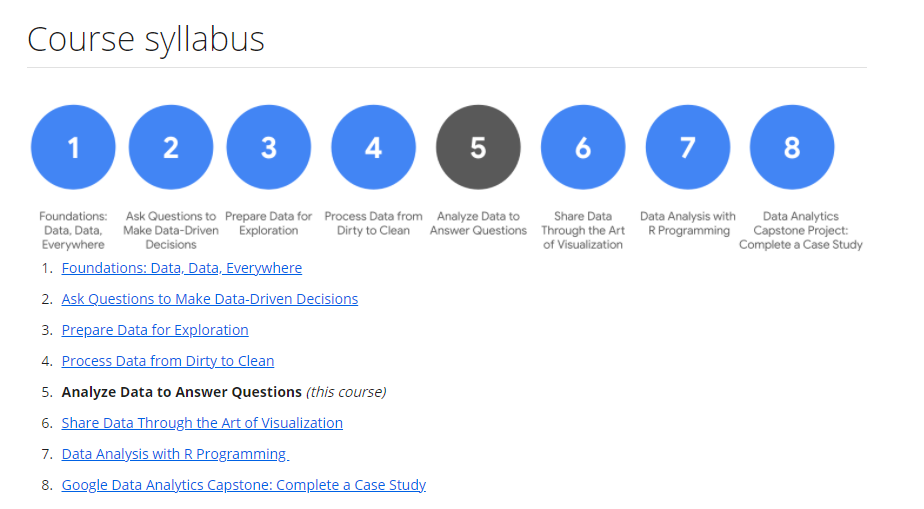 Course syllabus
1 2 3 4 5 6 7 8
Foundations: Data, Data, Everywhere
Ask Questions to Make Data-Driven Decisions
Prepare Data for Exploration
Process Data from Dirty to Clean
Analyze Data to Answer Questions
Share Data Through the Art of Visualization
Data Analysis with R Programming
Data Analytics Capstone Project: Complete a Case Study
1. Foundations: Data, Data, Everywhere
2. Ask Questions to Make Data-Driven Decisions
3. Prepare Data for Exploration
4. Process Data from Dirty to Clean
5. Analyze Data to Answer Questions (this course)
6. Share Data Through the Art of Visualization
7. Data Analysis with R Programming
8. Google Data Analytics Capstone: Complete a Case Study